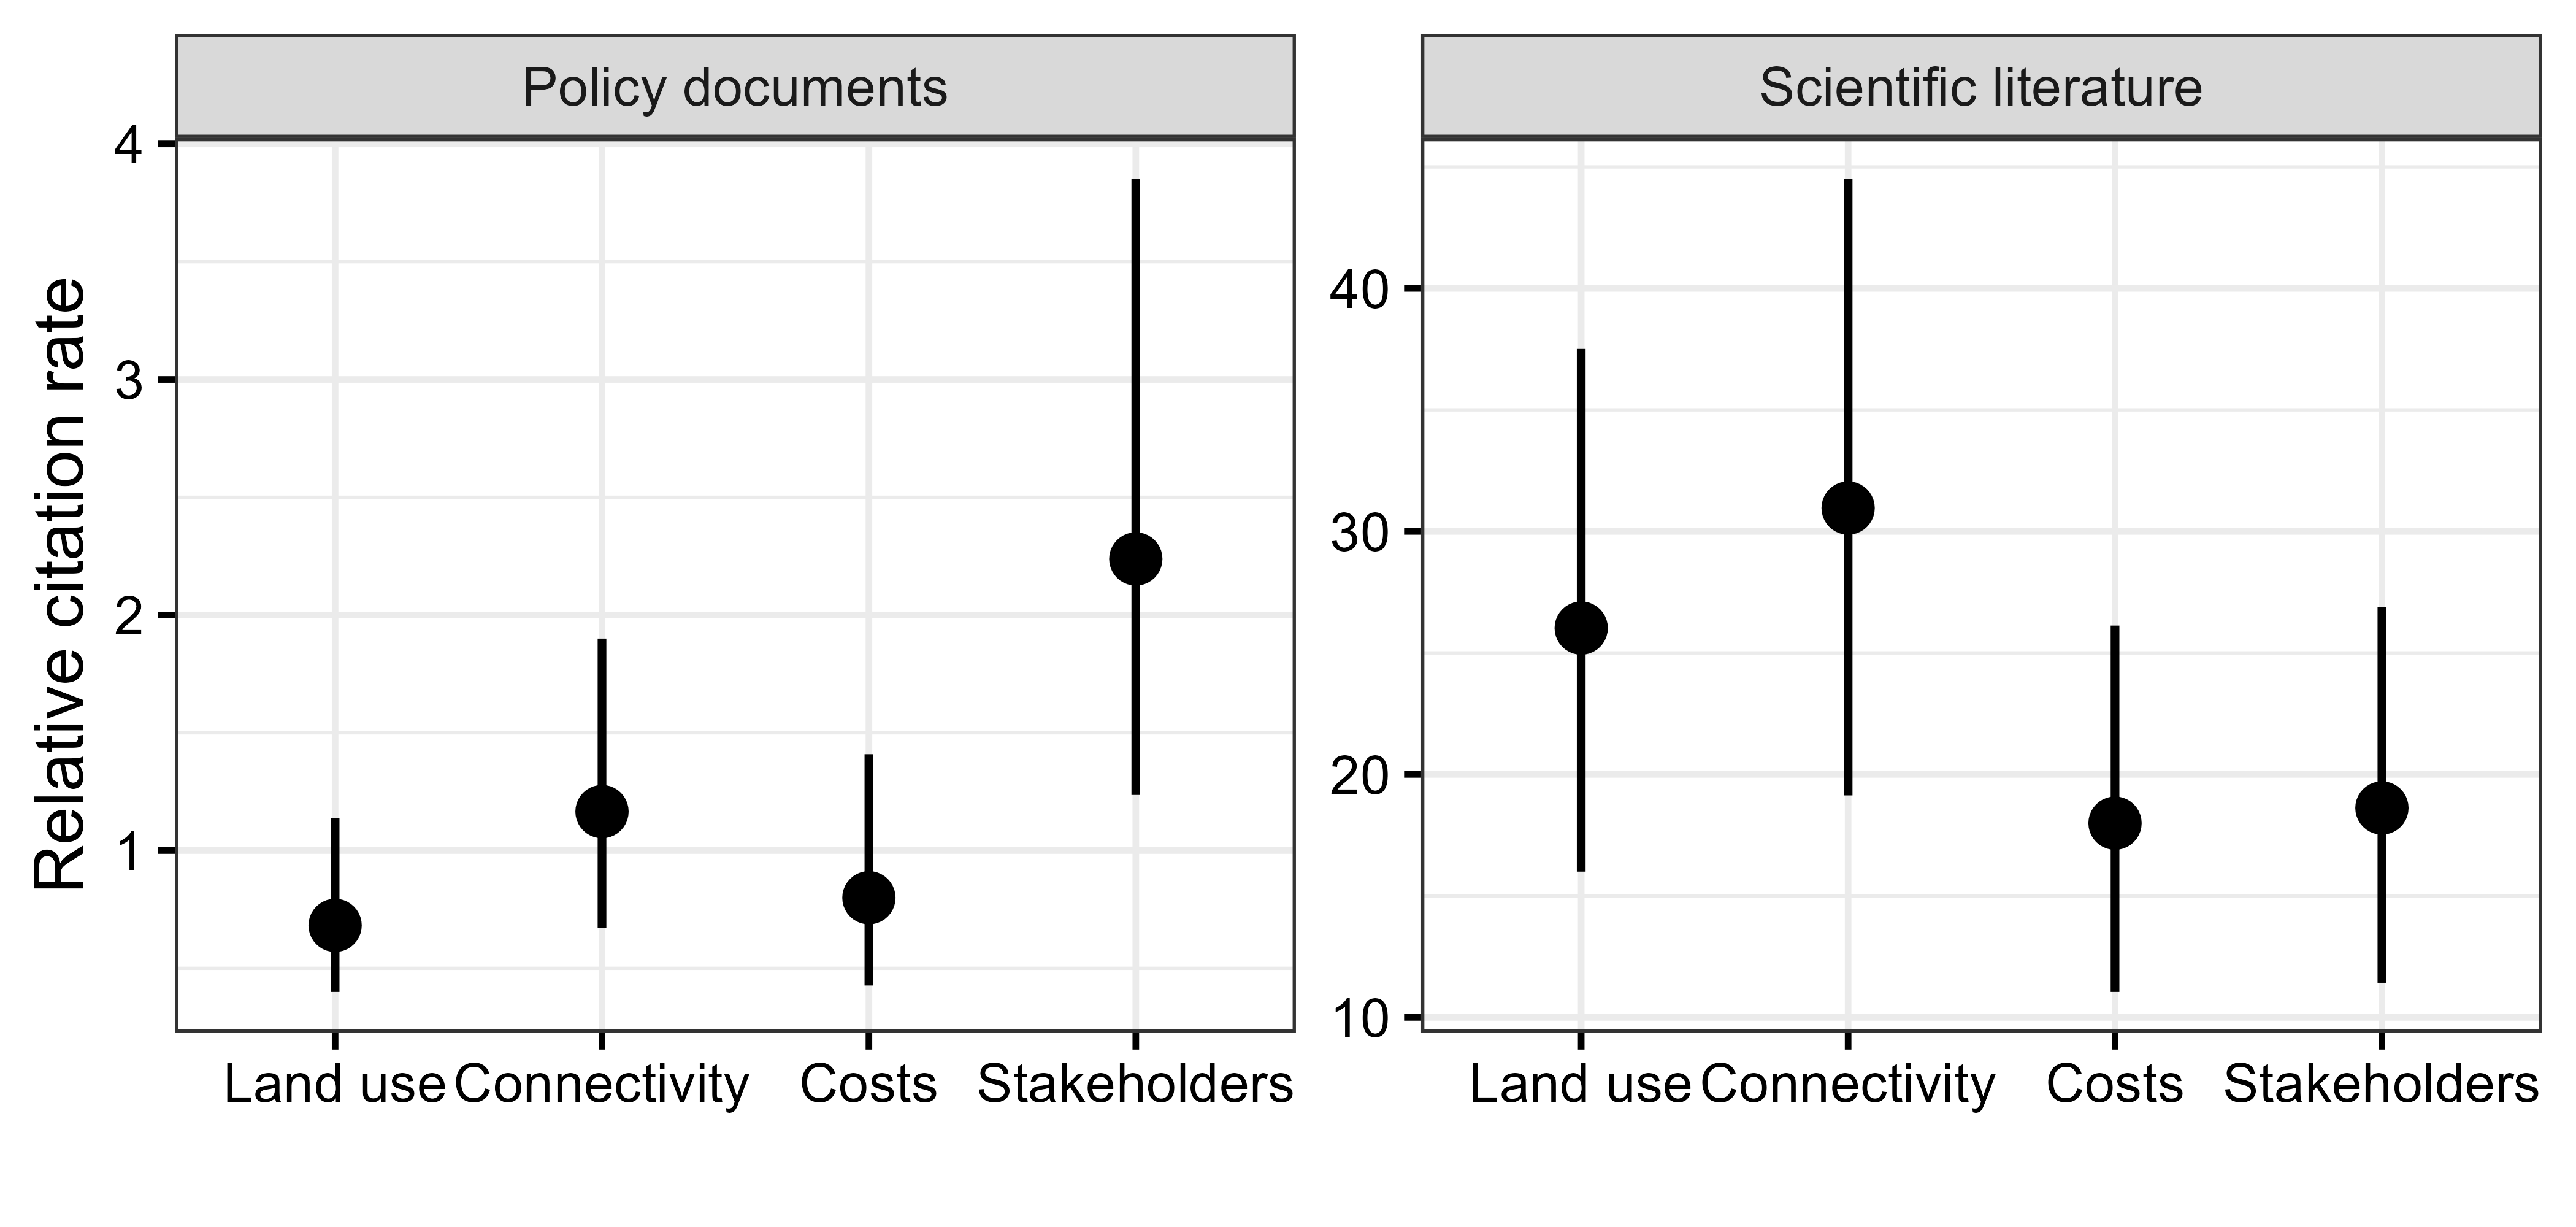 Policy documents
Scientific literature
Relative citation rate
4
3
2
1
40
30
20
10
Land use Connectivity Costs Stakeholders
Land use Connectivity Costs Stakeholders